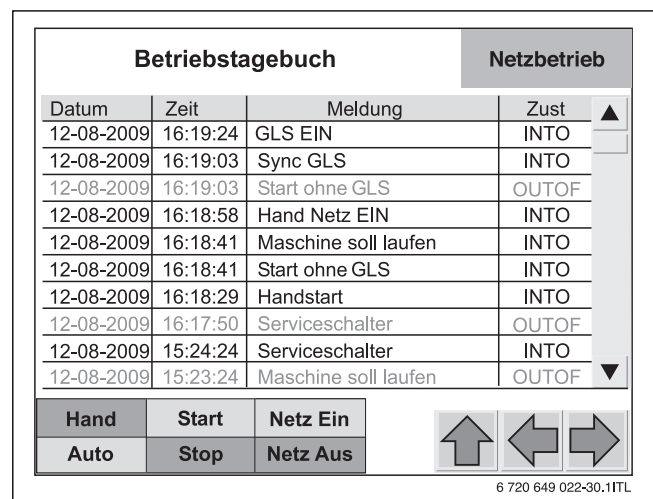 Betriebstagebuch Netzbetrieb
Datum Zeit Meldung Zust
12-08-2009 16:19:24 GLS EIN INTO
12-08-2009 16:19:03 Sync GLS INTO
12-08-2009 16:19:03 Start ohne GLS OUTOF
12-08-2009 16:18:58 Hand Netz EIN INTO
12-08-2009 16:18:41 Maschine soll laufen INTO
12-08-2009 16:18:41 Start ohne GLS INTO
12-08-2009 16:18:29 Handstart INTO
12-08-2009 16:17:50 Serviceschalter OUTOF
12-08-2009 15:24:24 Serviceschalter INTO
12-08-2009 15:23:24 Maschine soll laufen OUTOF
Hand Start Netz Ein
Auto Stop Netz Aus
6 720 649 022-30.1ITL